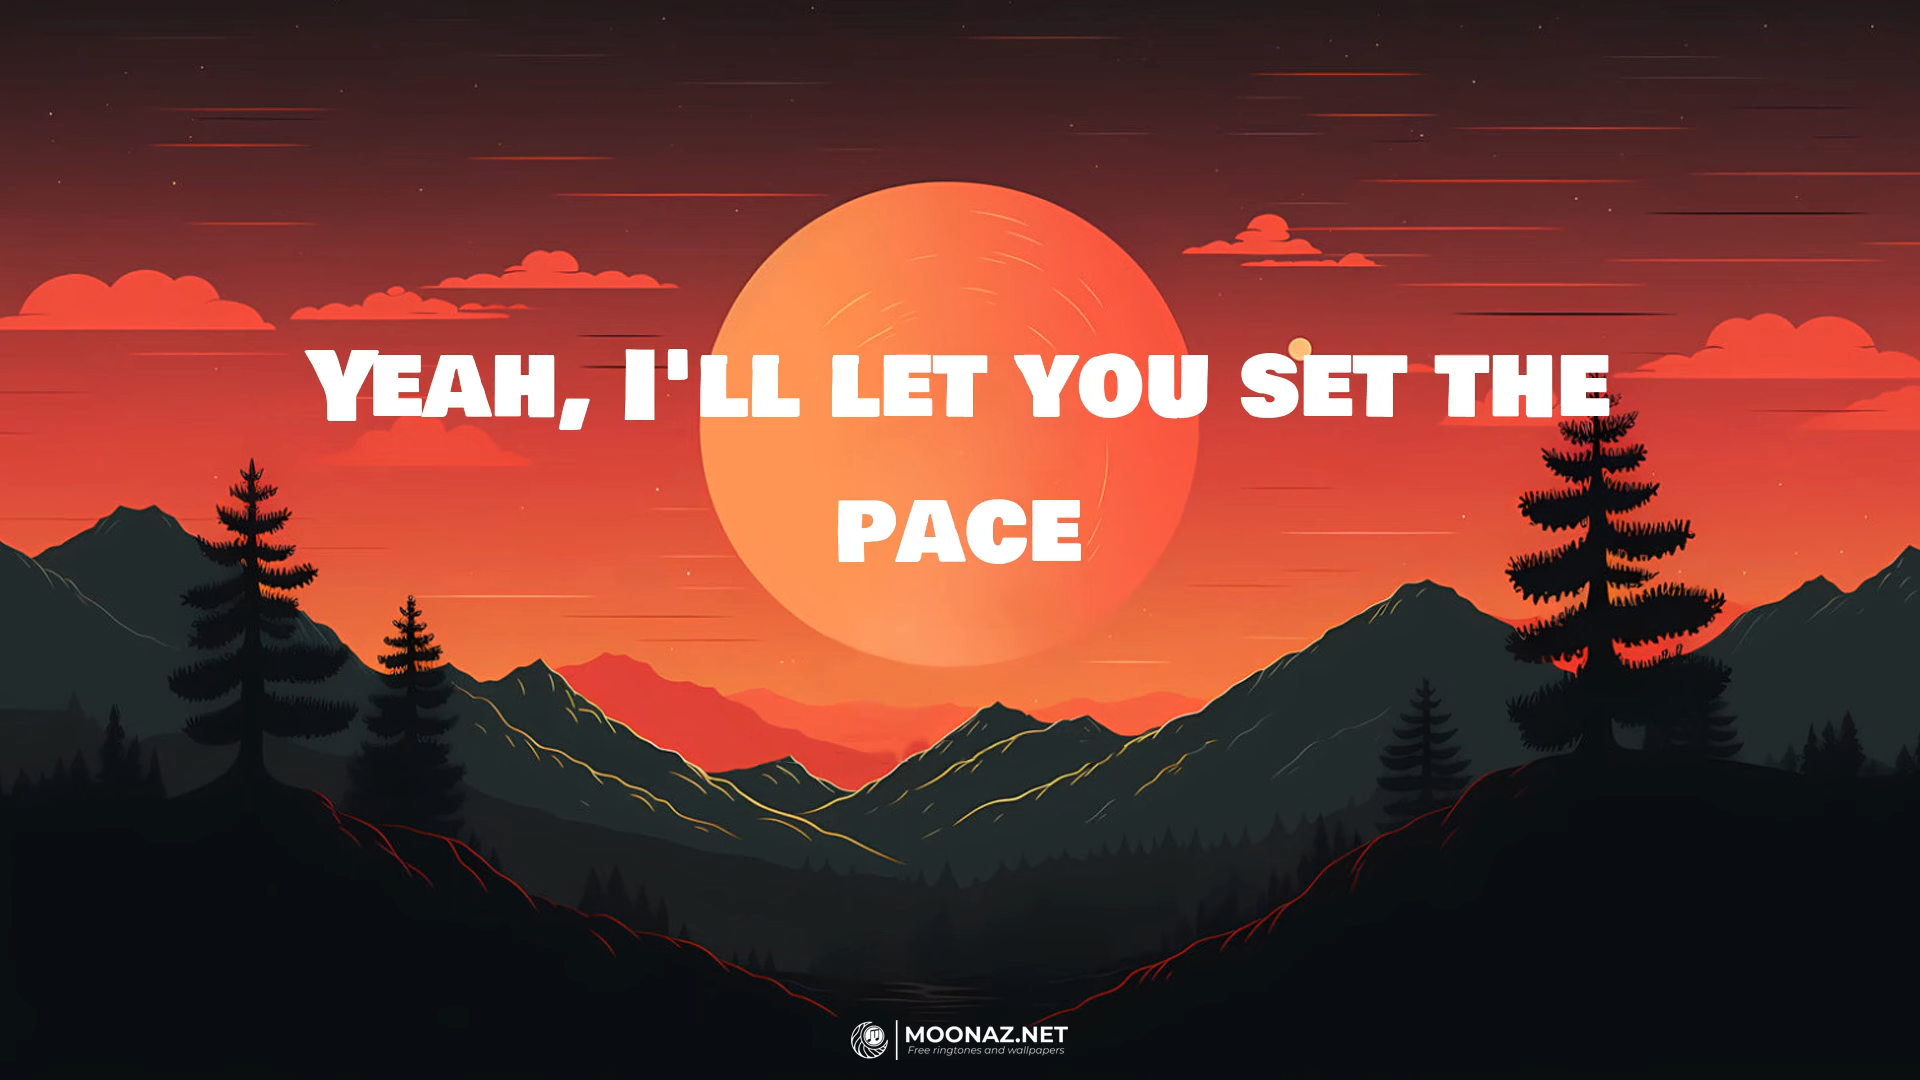 Yeah, I'll let you set the
pace
MOONAZ.NET
Free ringtones and wallpapers